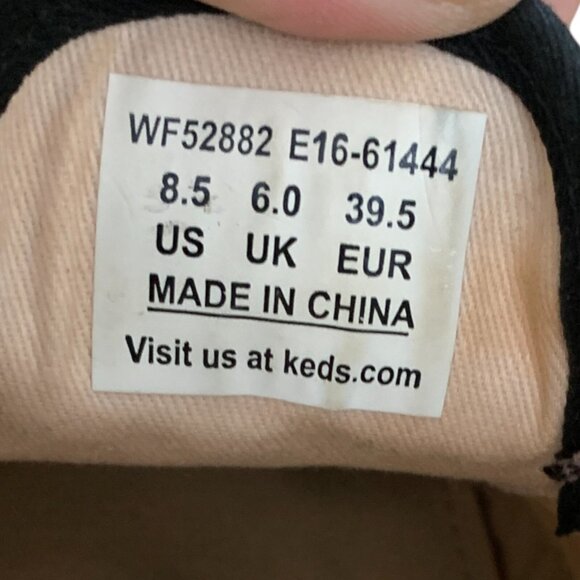 WF52882 E16-61444
8.5 6.0 39.5
US UK EUR
MADE IN CHINA
Visit us at keds.com